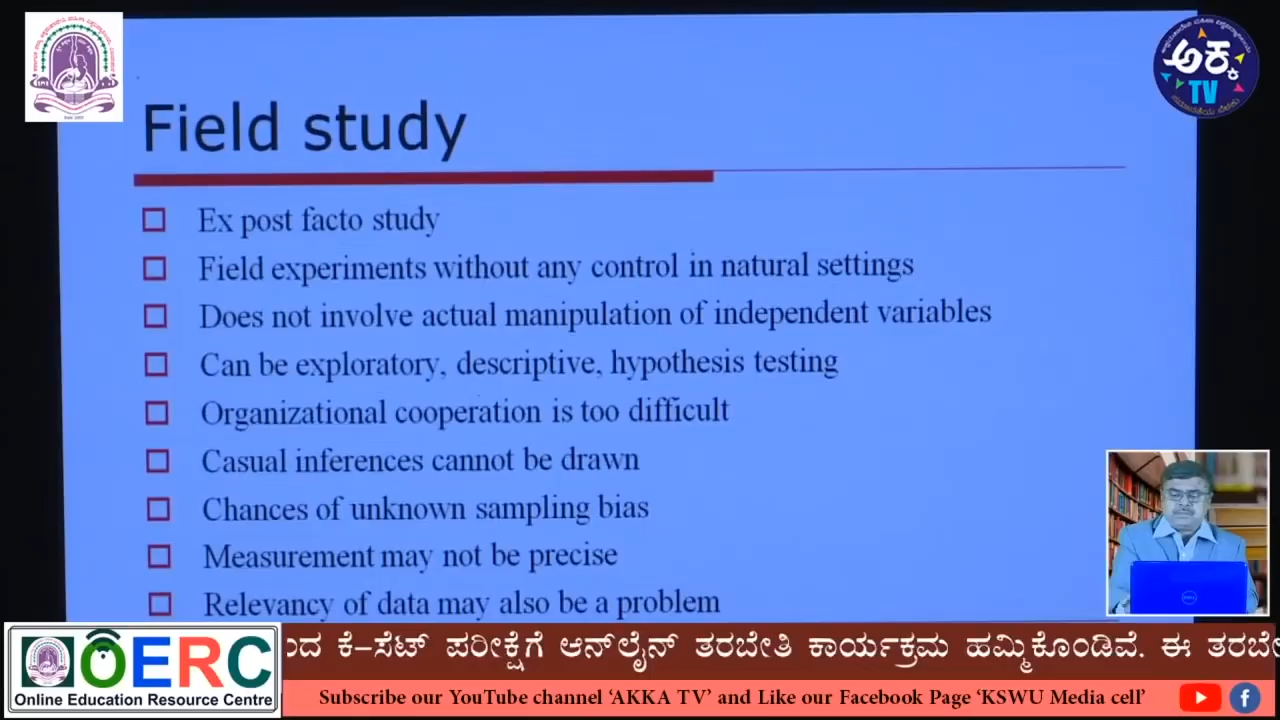 ಅಕ್ಕ
TV
Field study
Ex post facto study
Field experiments without any control in natural settings
Does not involve actual manipulation of independent variables
Can be exploratory, descriptive, hypothesis testing
Organizational cooperation is too difficult
Casual inferences cannot be drawn
Chances of unknown sampling bias
Measurement may not be precise
Relevancy of data may also be a problem
DELL
OERC
Online Education Resource Centre
ಕೆ–ಸೆಟ್ ಪರೀಕ್ಷೆಗೆ ಆನ್‌ಲೈನ್ ತರಬೇತಿ ಕಾರ್ಯಕ್ರಮ ಹಮ್ಮಿಕೊಂಡಿವೆ. ಈ
Subscribe our YouTube channel ‘AKKA TV’ and Like our Facebook Page ‘KSWU Media cell’